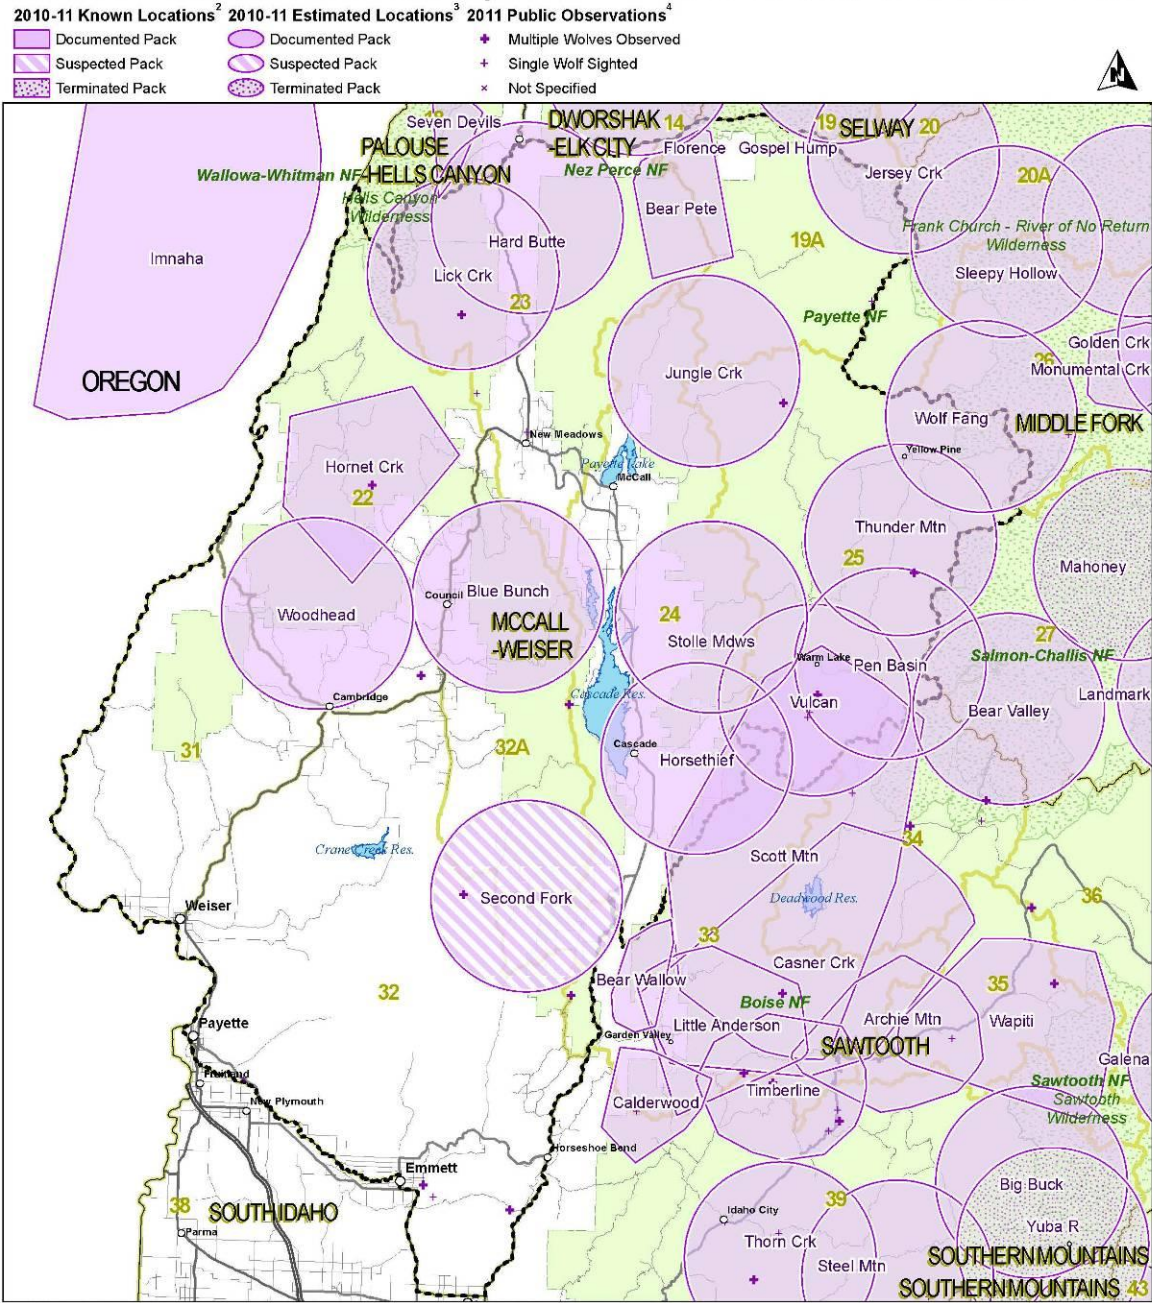 2010-11 Known Locations2 2010-11 Estimated Locations3 2011 Public Observations4
Documented Pack Documented Pack Multiple Wolves Observed
Suspected Pack Suspected Pack Single Wolf Sighted
Terminated Pack Terminated Pack Not Specified
N
18
Seven Devils
DWORSHAK
-ELK CITY
14
19
SELWAY
20
PALOUSE
-HELLS CANYON
Florence
Gospel Hump
Wallowa-Whitman NF
Nez Perce NF
Jersey Crk
20A
Hells Canyon
Wilderness
Bear Pete
Frank Church - River of No Return
Wilderness
Imnaha
Hard Butte
19A
Lick Crk
Sleepy Hollow
23
Payette NF
Golden Crk
26
Monumental Crk
OREGON
Jungle Crk
Wolf Fang
MIDDLE FORK
New Meadows
Yellow Pine
Hornet Crk
Payette Lake
McCall
22
Thunder Mtn
25
Mahoney
Council
Blue Bunch
Woodhead
MCCALL
-WEISER
24
Stolle Mdws
27
Salmon-Challis NF
Warm Lake
Pen Basin
Cambridge
Cascade Res.
Vulcan
Bear Valley
Landmark
31
32A
Cascade
Horsethief
Crane Creek Res.
Scott Mtn
34
Second Fork
Deadwood Res.
36
Weiser
33
32
Casner Crk
Bear Wallow
Boise NF
35
Payette
Garden Valley
Little Anderson
Archie Mtn
Wapiti
SAWTOOTH
Galena
Fruitland
New Plymouth
Calderwood
Timberline
Sawtooth NF
Sawtooth
Wilderness
Horseshoe Bend
Emmett
Big Buck
38
SOUTH IDAHO
39
Idaho City
Parma
Yuba R
Thorn Crk
Steel Mtn
SOUTHERN MOUNTAINS
SOUTHERN MOUNTAINS 43